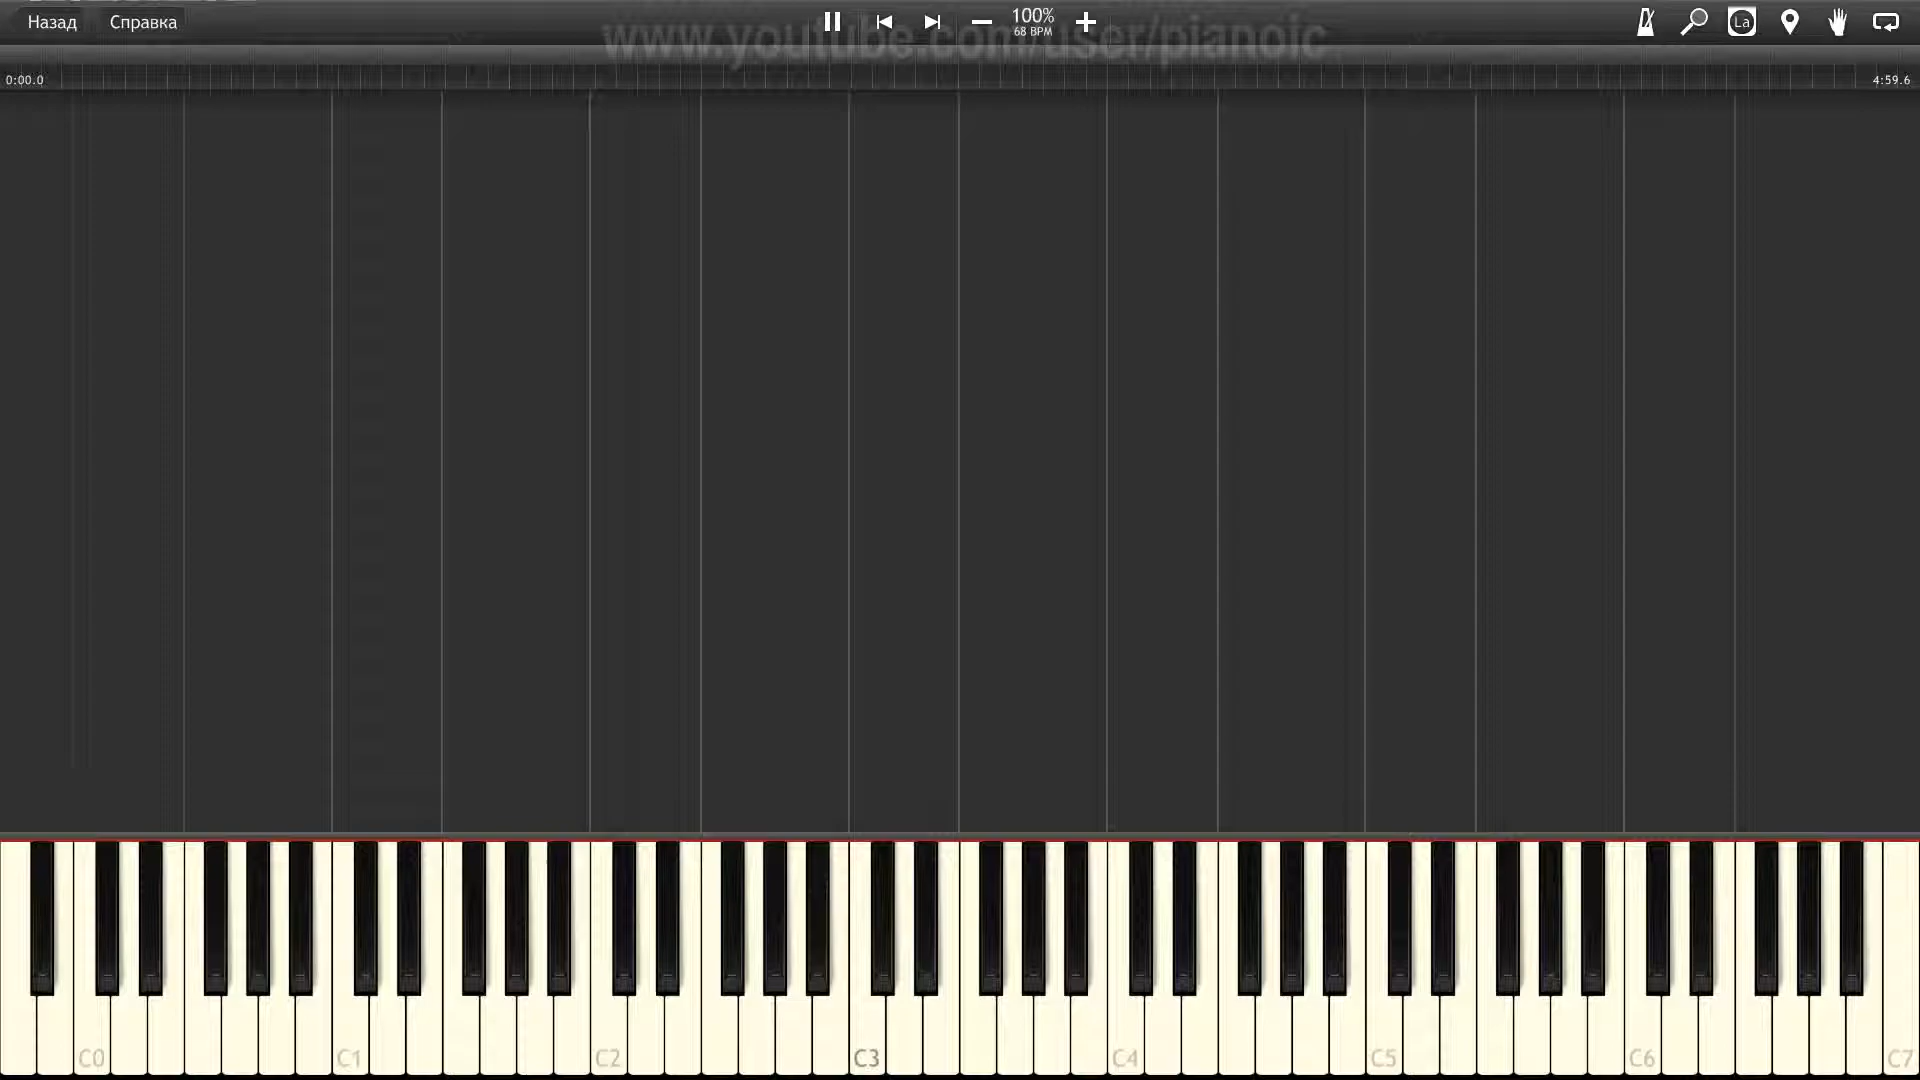 Назад Справка 100%
68 BPM
La
www.youtube.com/user/pianoic
0:00.0 4:59.6
C0 C1 C2 C3 C4 C5 C6 C7